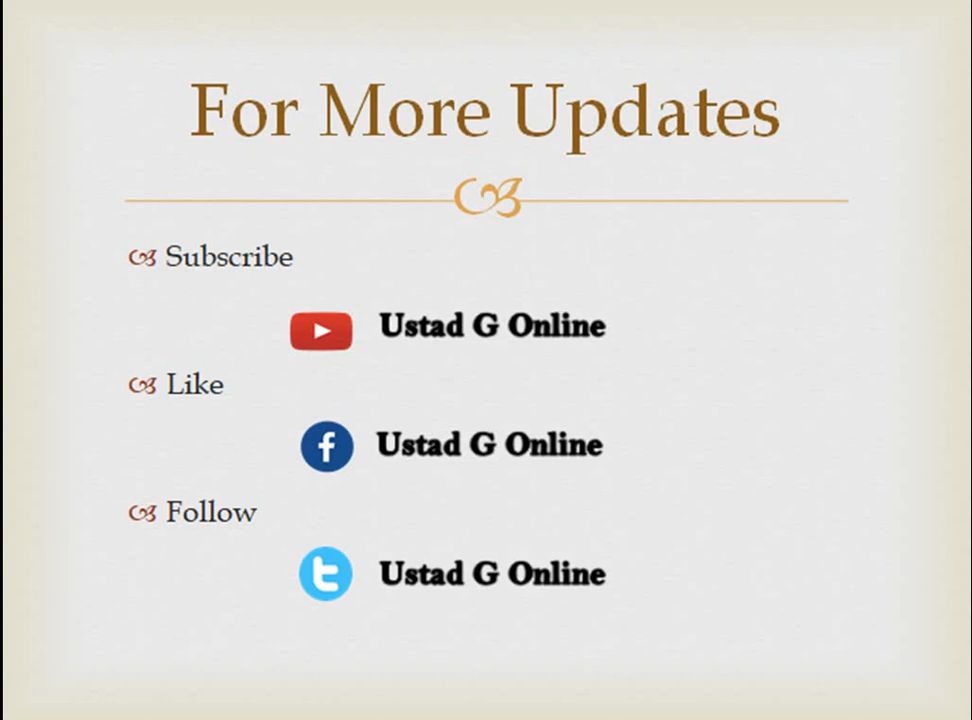 For More Updates
Subscribe
Ustad G Online
Like
Ustad G Online
Follow
Ustad G Online